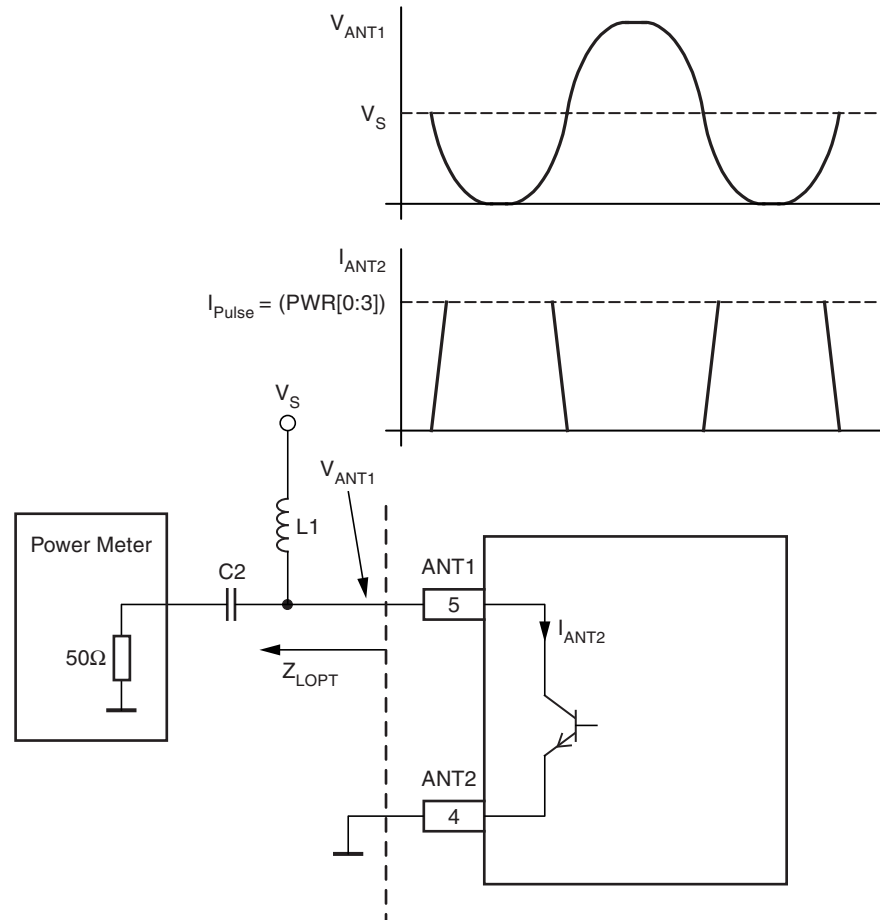 V_ANT1
V_S
I_ANT2
I_Pulse = (PWR[0:3])
V_S
V_ANT1
L1
Power Meter
C2
ANT1
5
I_ANT2
50Ω
Z_LOPT
ANT2
4